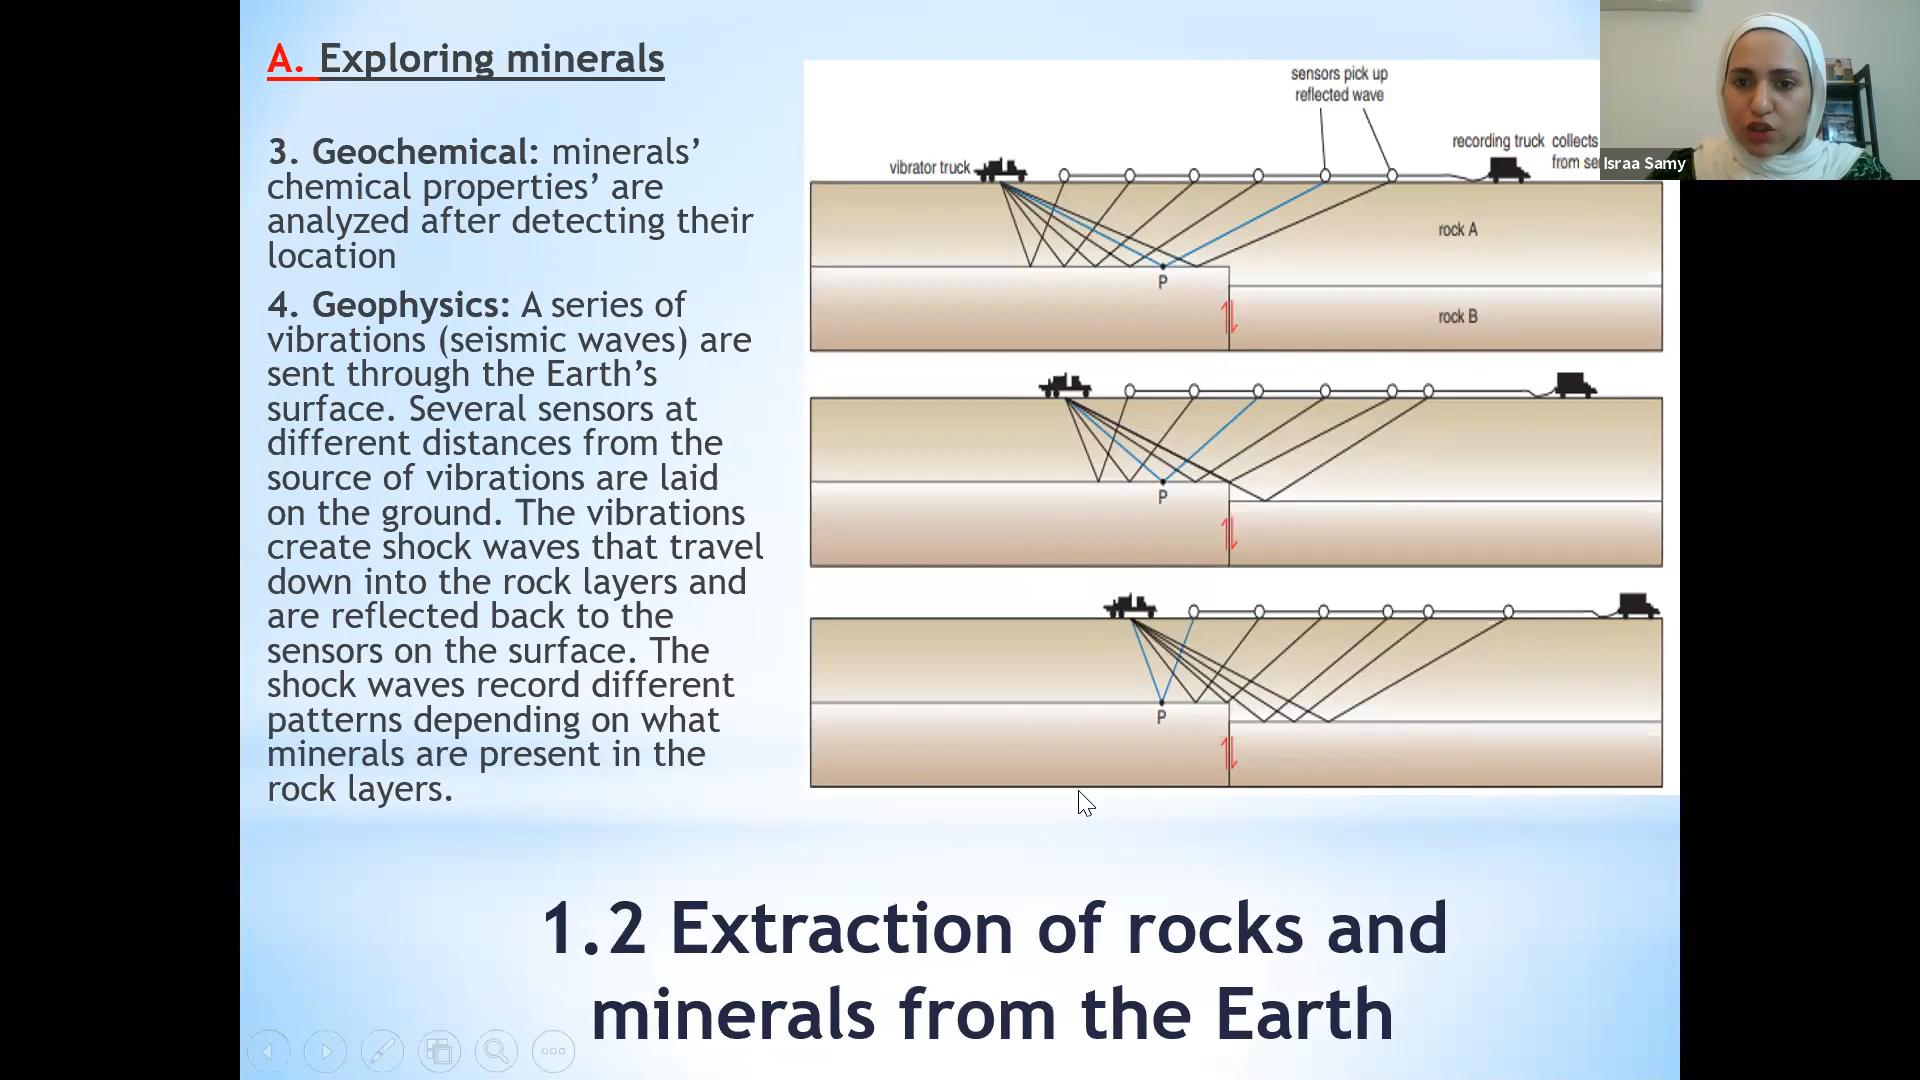 A. Exploring minerals
3. Geochemical: minerals’
chemical properties’ are
analyzed after detecting their
location
4. Geophysics: A series of
vibrations (seismic waves) are
sent through the Earth’s
surface. Several sensors at
different distances from the
source of vibrations are laid
on the ground. The vibrations
create shock waves that travel
down into the rock layers and
are reflected back to the
sensors on the surface. The
shock waves record different
patterns depending on what
minerals are present in the
rock layers.
sensors pick up
reflected wave
vibrator truck
recording truck collects
from
rock A
P
rock B
P
P
Israa Samy
1.2 Extraction of rocks and
minerals from the Earth